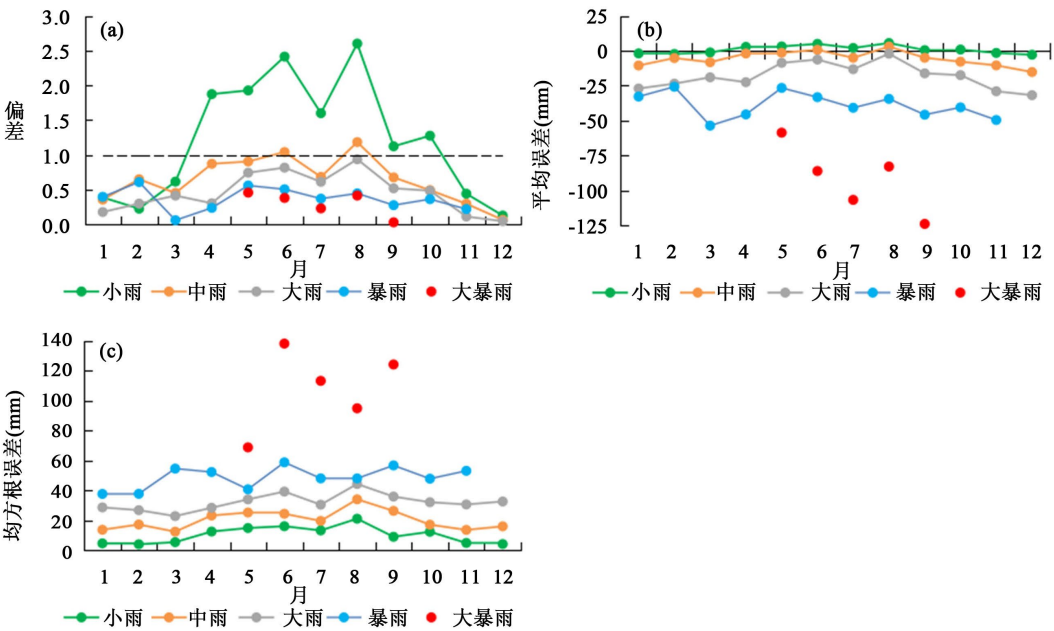 (a)
3.0
2.5
2.0
1.5
1.0
0.5
0.0
偏差
1 2 3 4 5 6 7 8 9 10 11 12
月
小雨 中雨 大雨 暴雨 大暴雨
(b)
25
0
-25
-50
-75
-100
-125
平均误差(mm)
1 2 3 4 5 6 7 8 9 10 11 12
月
小雨 中雨 大雨 暴雨 大暴雨
(c)
140
120
100
80
60
40
20
0
均方根误差(mm)
1 2 3 4 5 6 7 8 9 10 11 12
月
小雨 中雨 大雨 暴雨 大暴雨